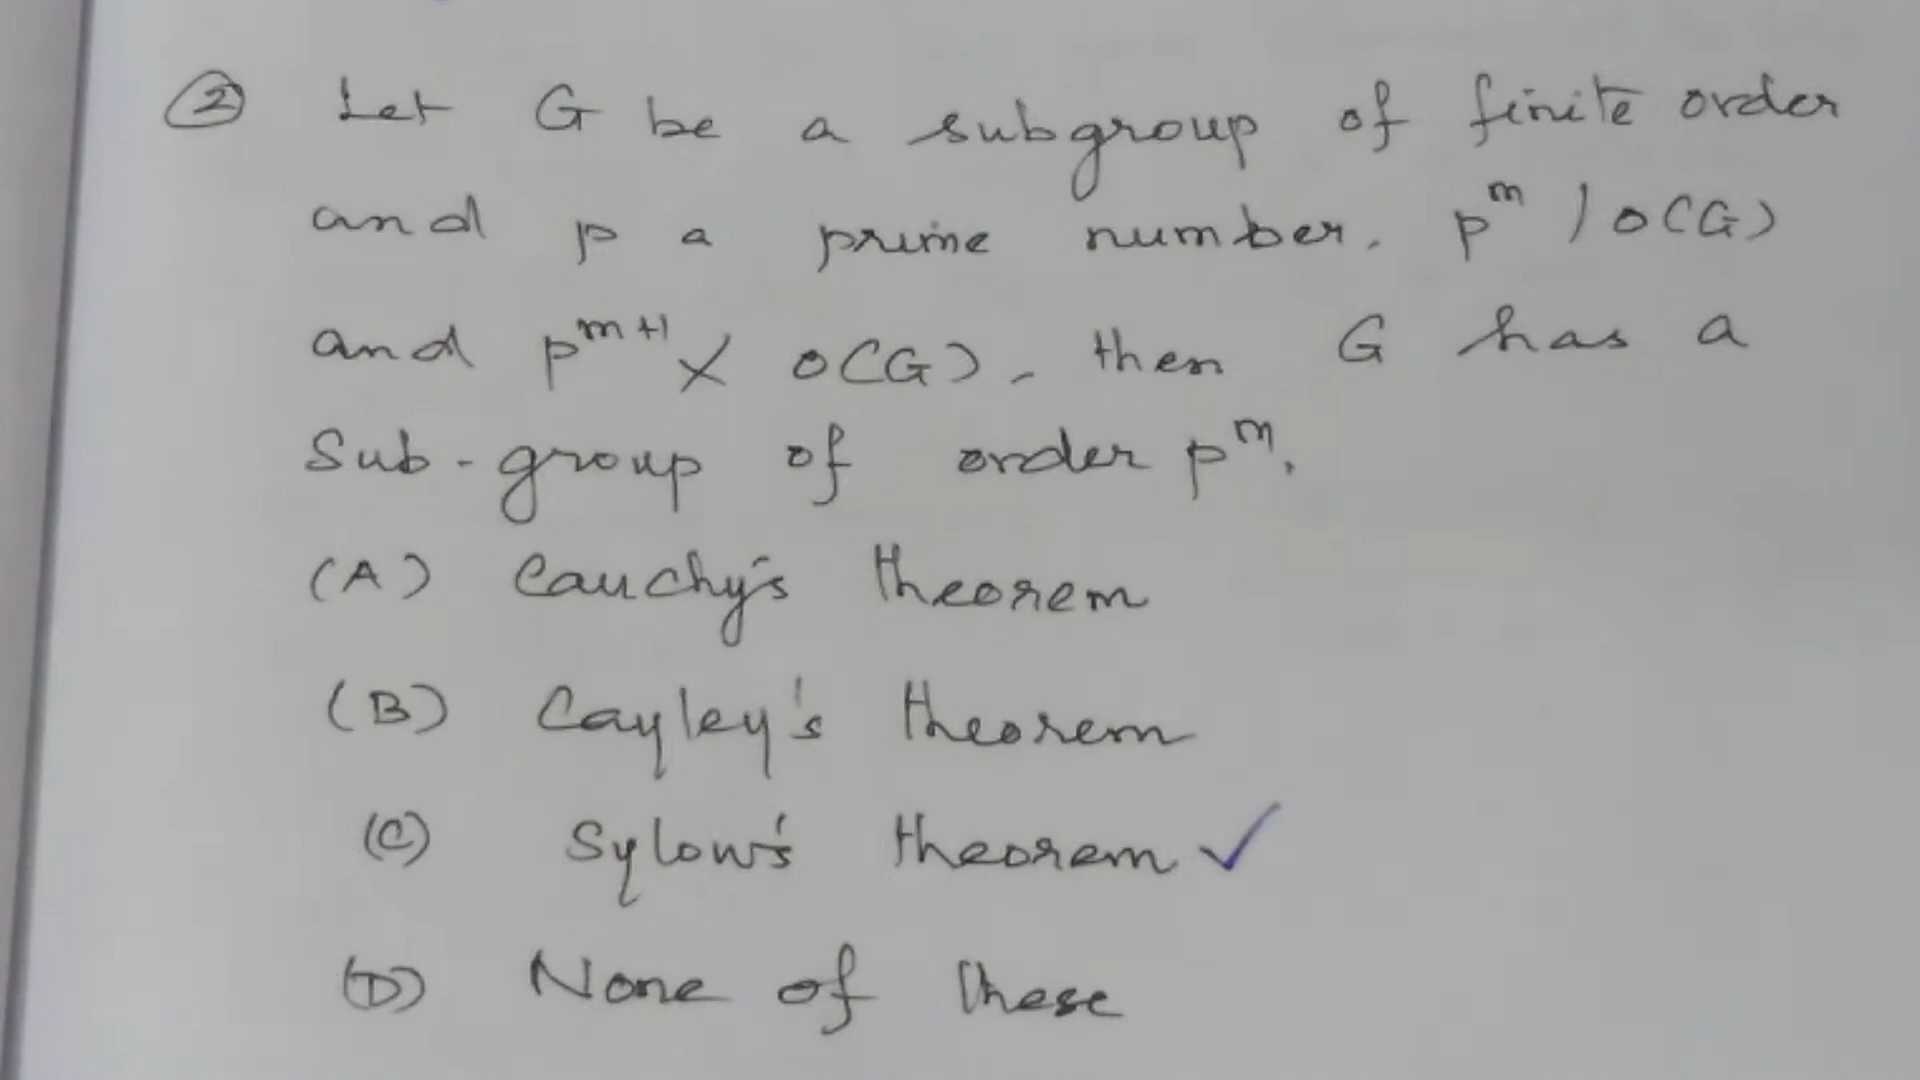 ② Let G be a subgroup of finite order
and p a prime number. p^m | o(G)
and p^{m+1} ∤ o(G), then G has a
Sub-group of order p^m.
(A) Cauchy's theorem
(B) Cayley's theorem
(C) Sylow's theorem ✓
(D) None of these